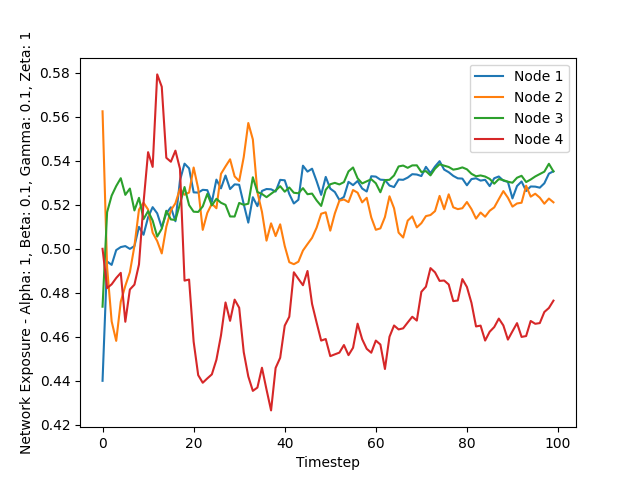 Network Exposure - Alpha: 1, Beta: 0.1, Gamma: 0.1, Zeta: 1
0.58
0.56
0.54
0.52
0.50
0.48
0.46
0.44
0.42
Node 1
Node 2
Node 3
Node 4
0 20 40 60 80 100
Timestep